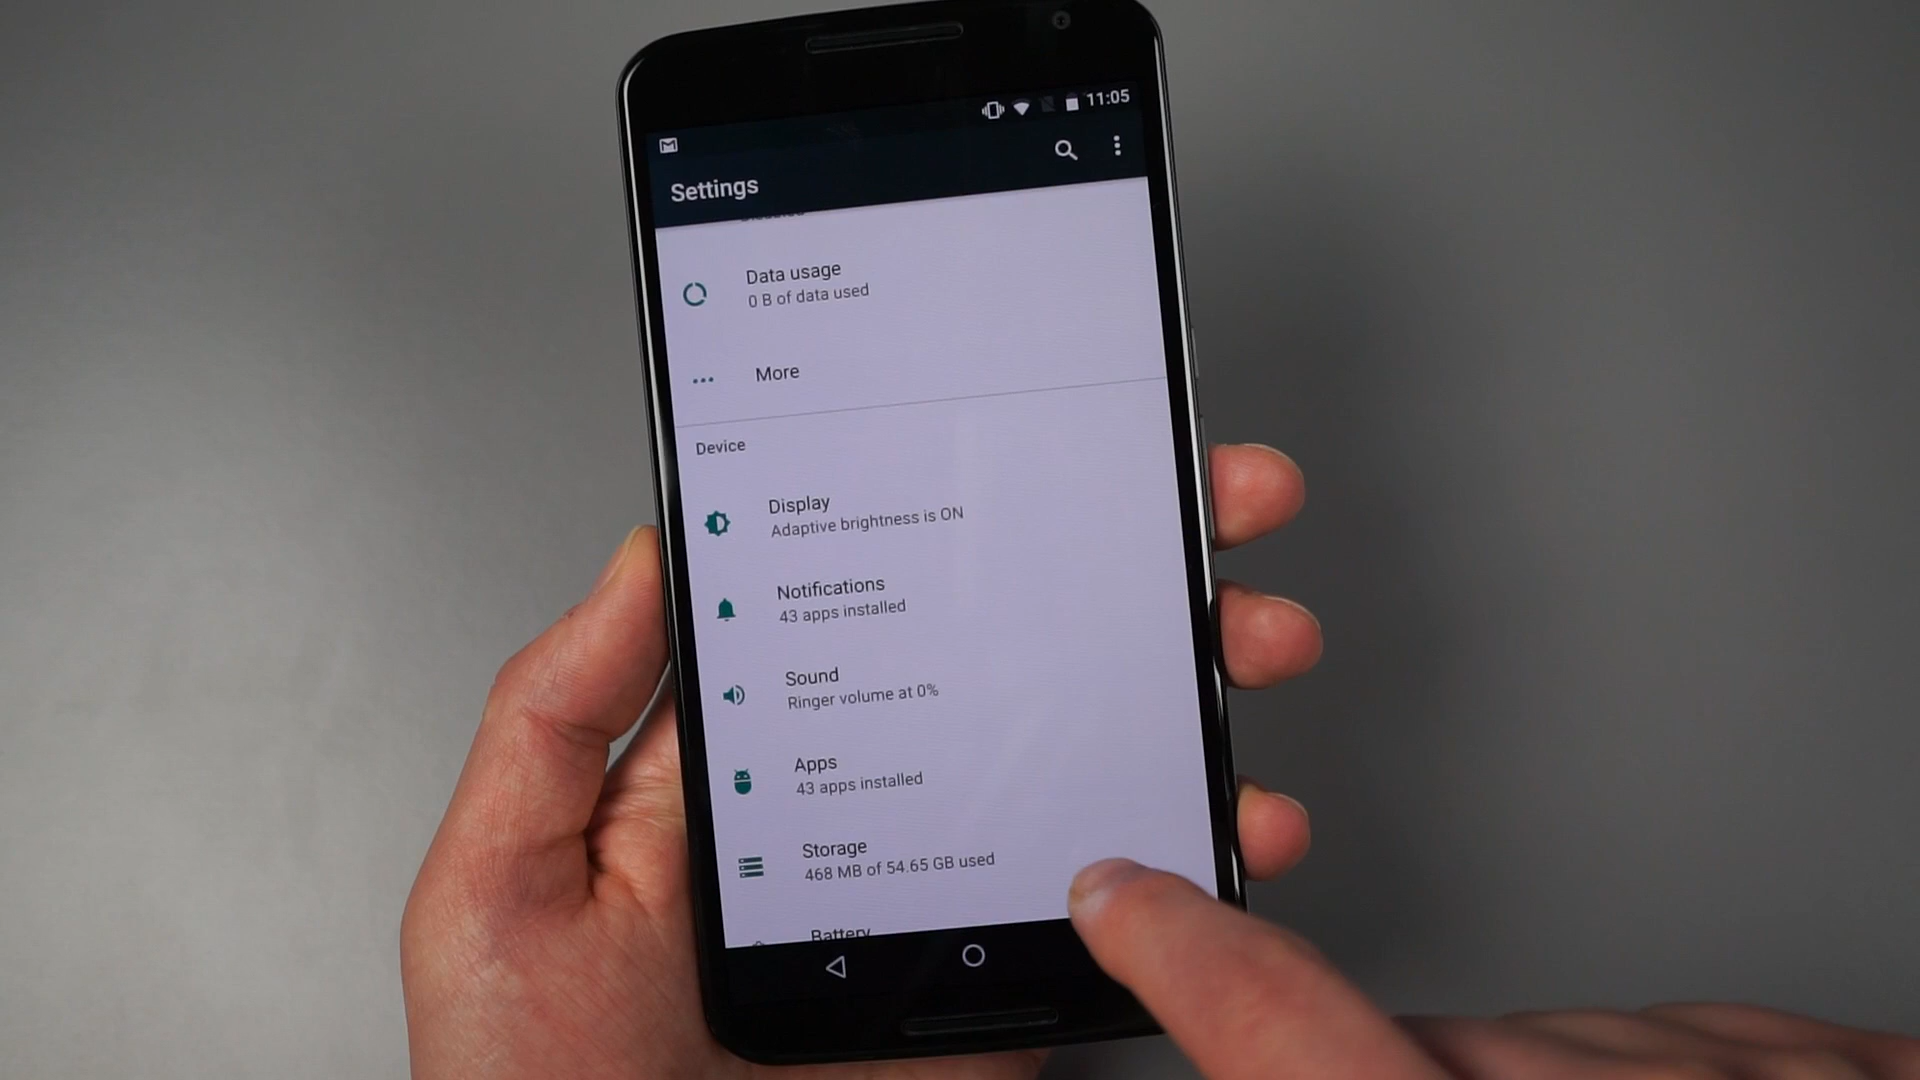 11:05
Settings
Data usage
0 B of data used
More
Device
Display
Adaptive brightness is ON
Notifications
43 apps installed
Sound
Ringer volume at 0%
Apps
43 apps installed
Storage
468 MB of 54.65 GB used
Battery